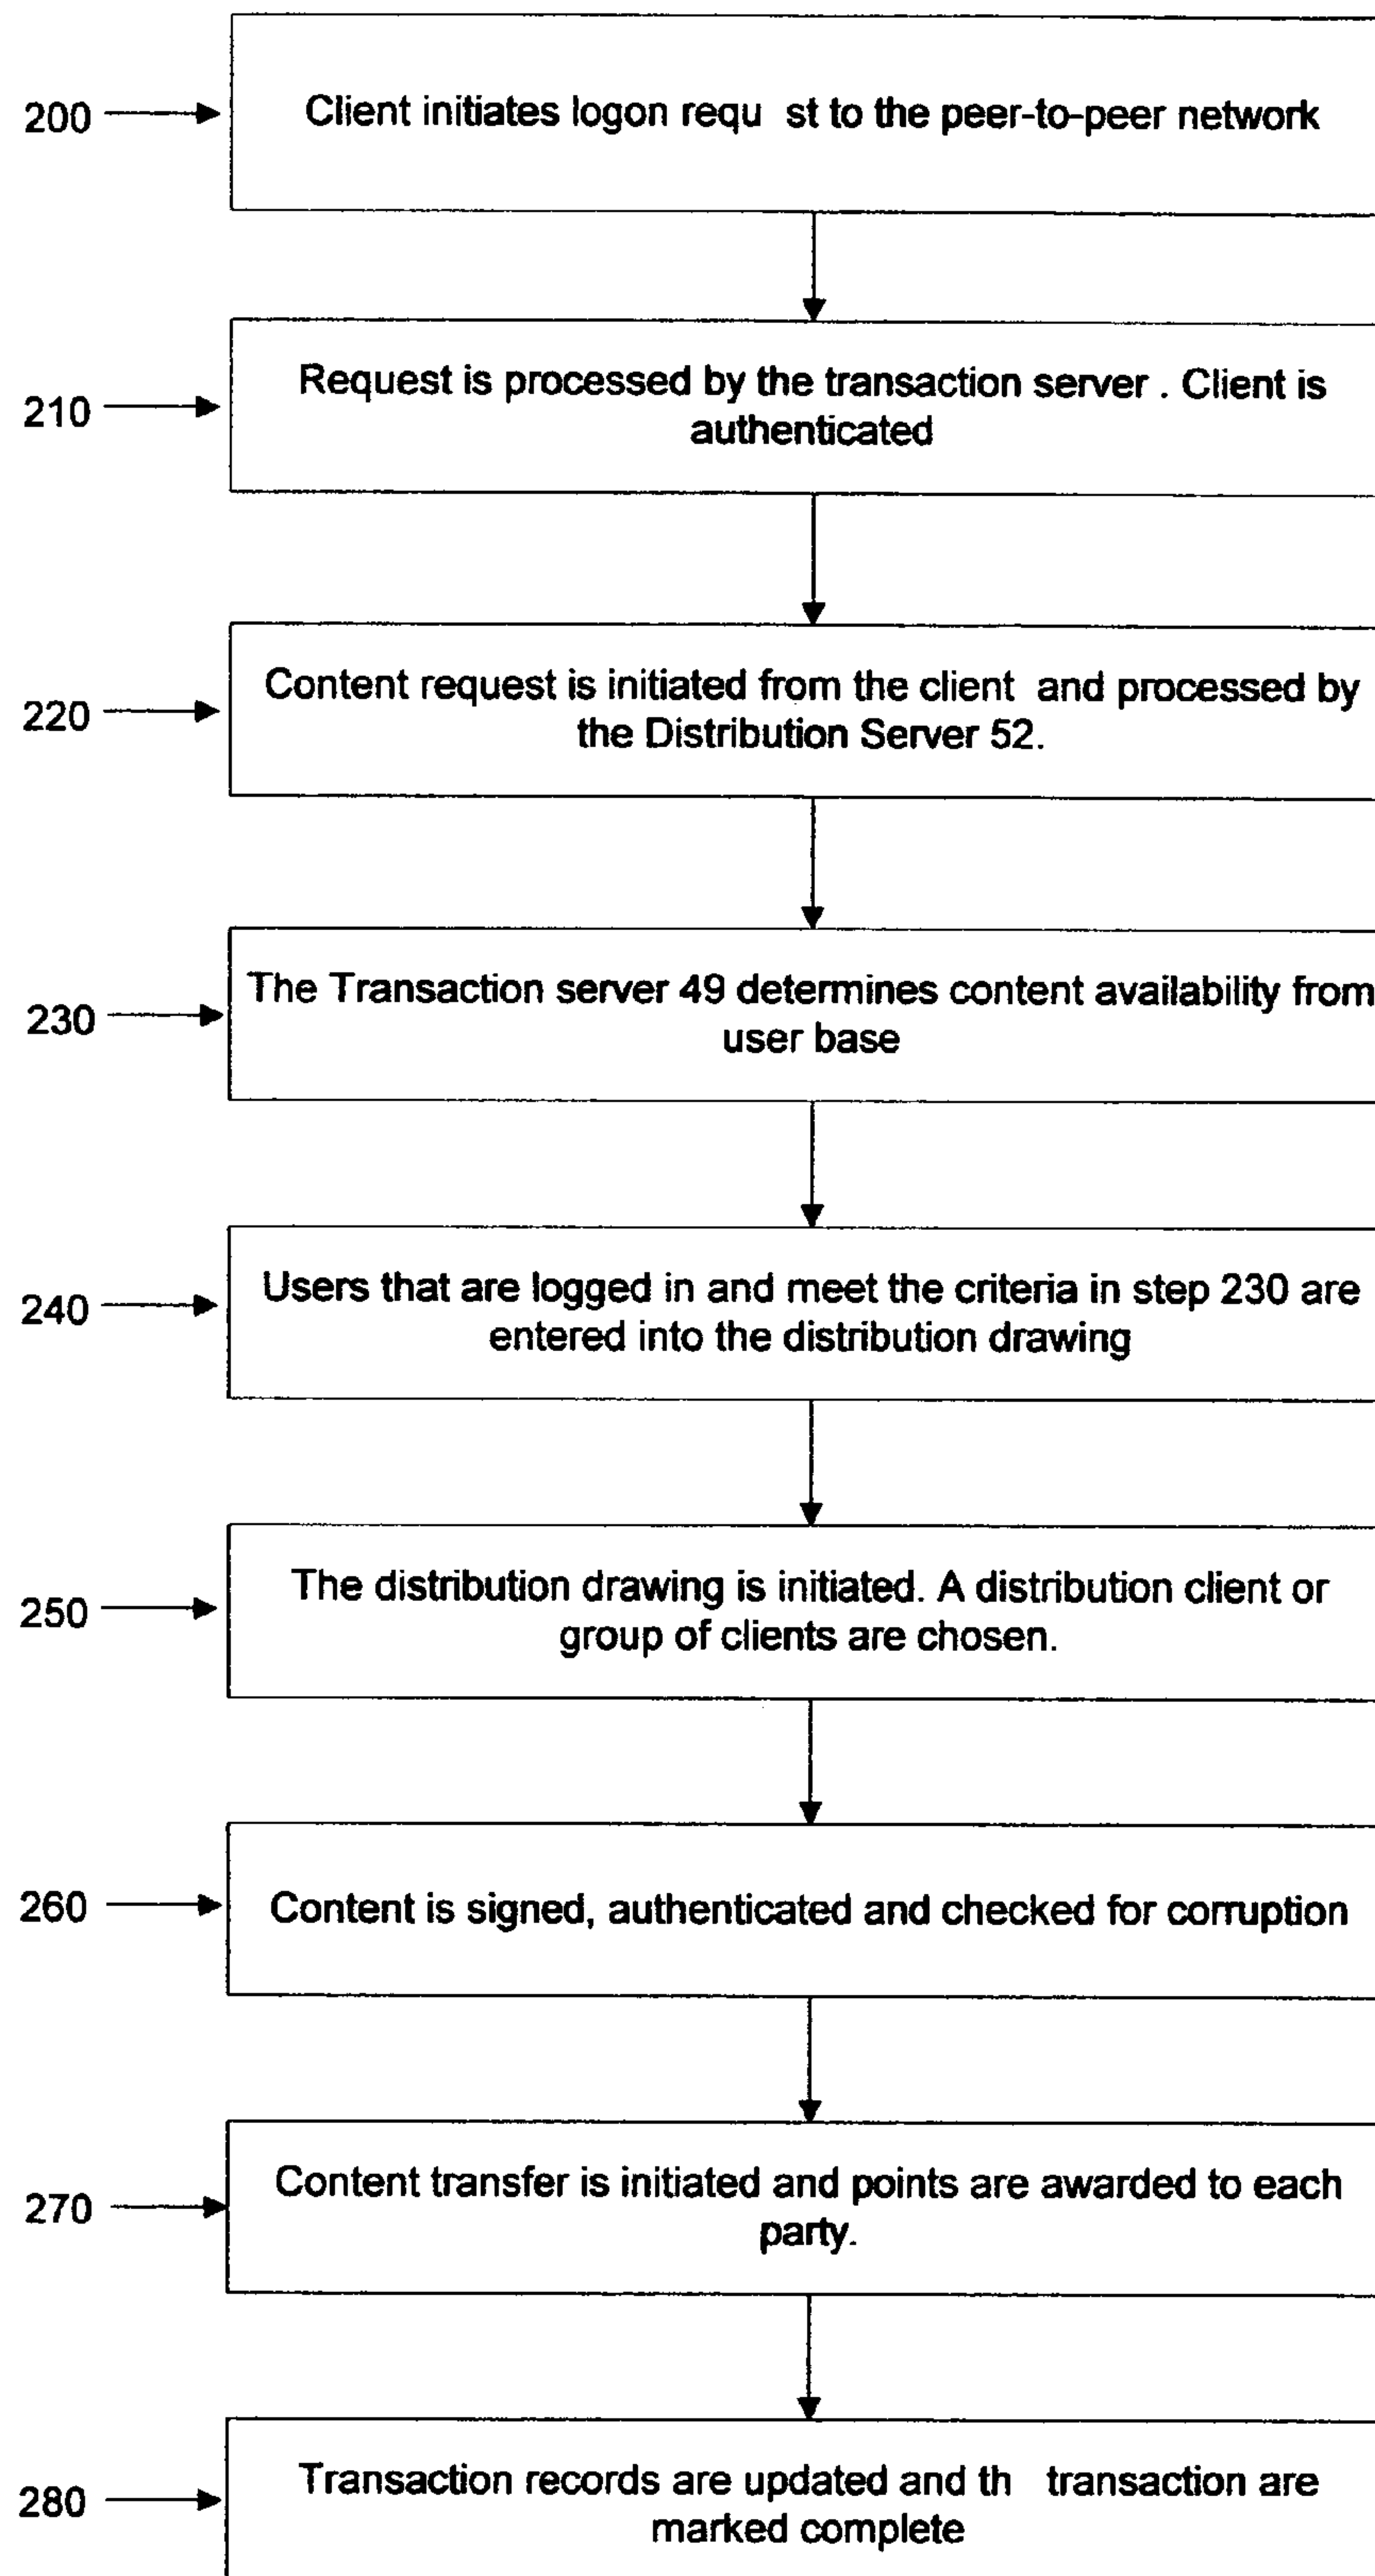 200
Client initiates logon requ st to the peer-to-peer network
210
Request is processed by the transaction server . Client is
authenticated
220
Content request is initiated from the client and processed by
the Distribution Server 52.
230
The Transaction server 49 determines content availability from
user base
240
Users that are logged in and meet the criteria in step 230 are
entered into the distribution drawing
250
The distribution drawing is initiated. A distribution client or
group of clients are chosen.
260
Content is signed, authenticated and checked for corruption
270
Content transfer is initiated and points are awarded to each
party.
280
Transaction records are updated and th transaction are
marked complete